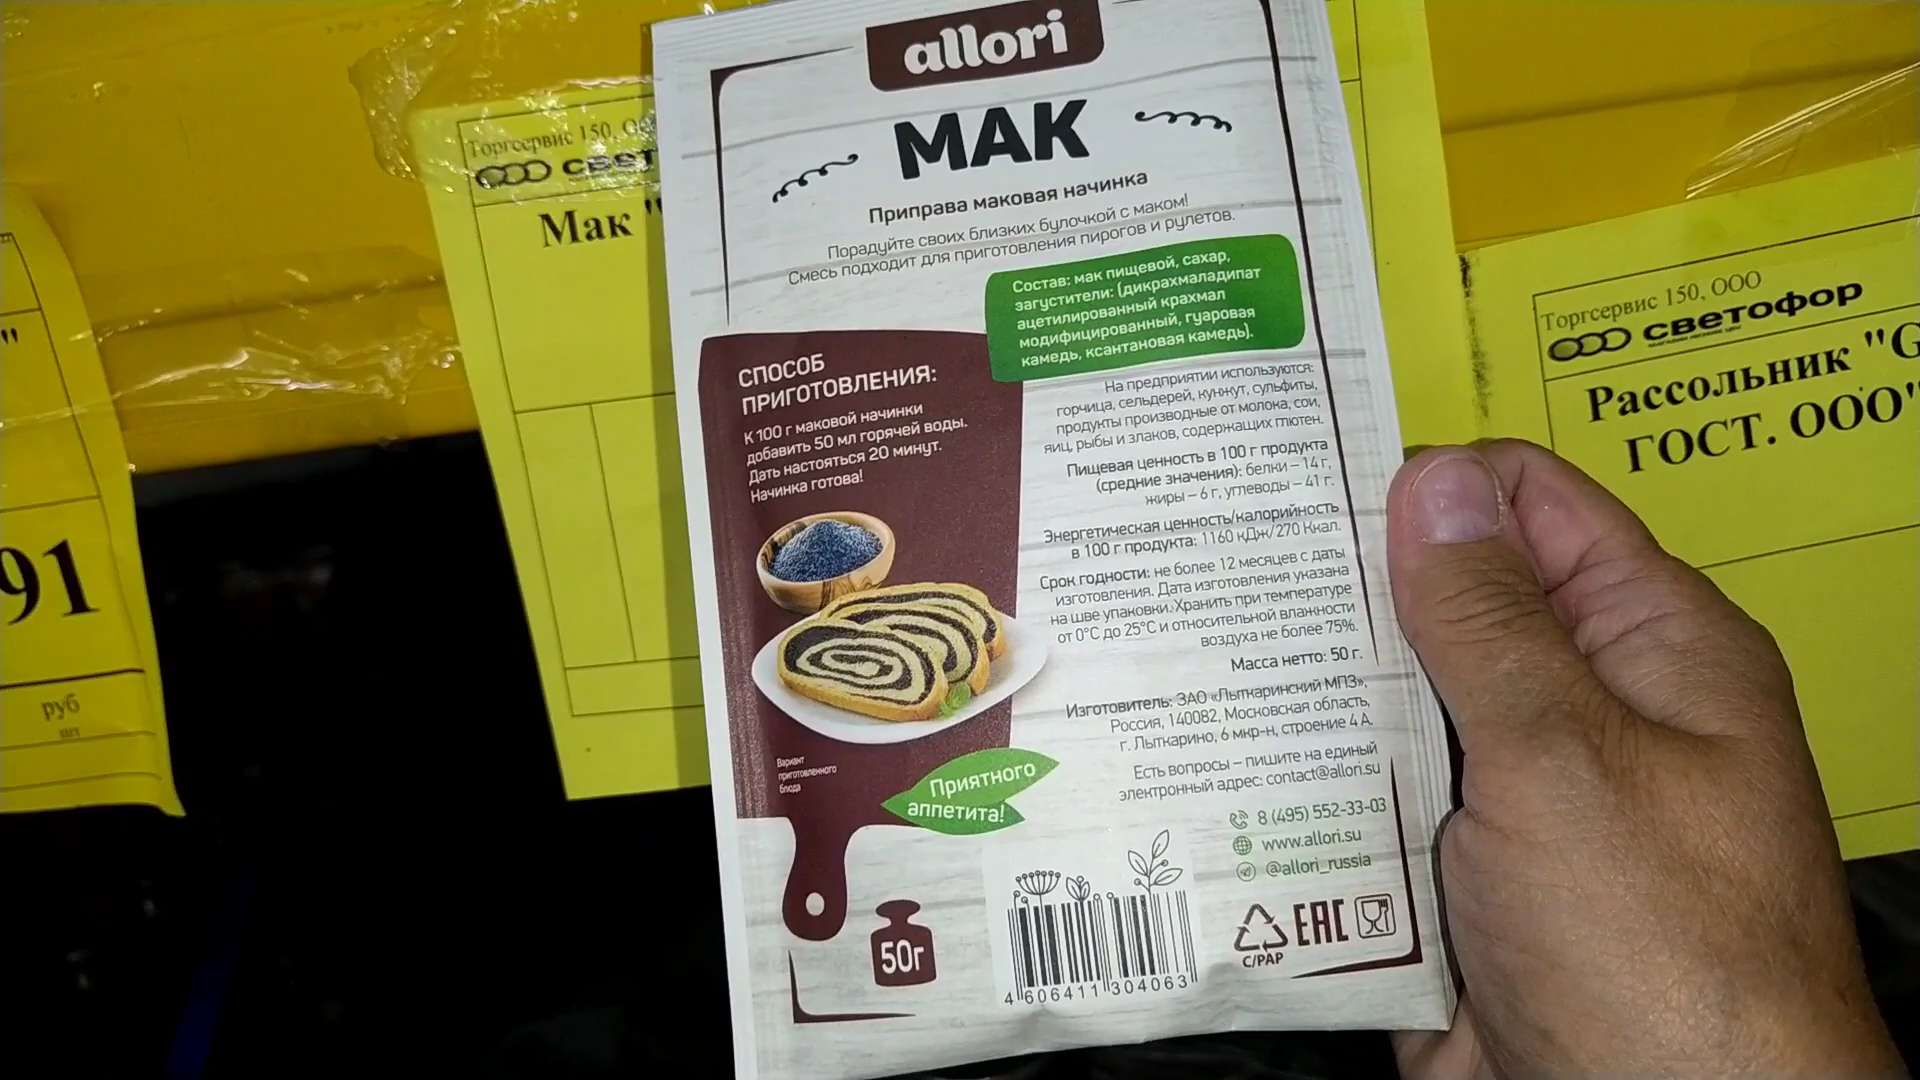 allori
МАК
Приправа маковая начинка
Порадуйте своих близких булочкой с маком!
Смесь подходит для приготовления пирогов и рулетов.
Состав: мак пищевой, сахар,
загустители: (дикрахмаладипат
ацетилированный крахмал
модифицированный, гуаровая
камедь, ксантановая камедь).
СПОСОБ
ПРИГОТОВЛЕНИЯ:
К 100 г маковой начинки
добавить 50 мл горячей воды.
Дать настояться 20 минут.
Начинка готова!
На предприятии используются:
горчица, сельдерей, кунжут, сульфиты,
продукты производные от молока, сои,
яиц, рыбы и злаков, содержащих глютен.
Пищевая ценность в 100 г продукта
(средние значения): белки – 14 г,
жиры – 6 г, углеводы – 41 г.
Энергетическая ценность/калорийность
в 100 г продукта: 1160 кДж/270 Ккал.
Срок годности: не более 12 месяцев с даты
изготовления. Дата изготовления указана
на шве упаковки. Хранить при температуре
от 0°С до 25°С и относительной влажности
воздуха не более 75%.
Масса нетто: 50 г.
Изготовитель: ЗАО «Лыткаринский МПЗ»,
Россия, 140082, Московская область,
г. Лыткарино, 6 мкр-н, строение 4 А.
Есть вопросы – пишите на единый
электронный адрес: contact@allori.su
8 (495) 552-33-03
www.allori.su
@allori_russia
Вариант
приготовленного
блюда
Приятного
аппетита!
50г
4 606411 304063
C/PAP
EAC
Торгсервис 150,
СВЕТ
Мак "
Торгсервис 150, ООО
СВЕТОФОР
Рассольник "G
ГОСТ. ООО"
"
91
руб
шт